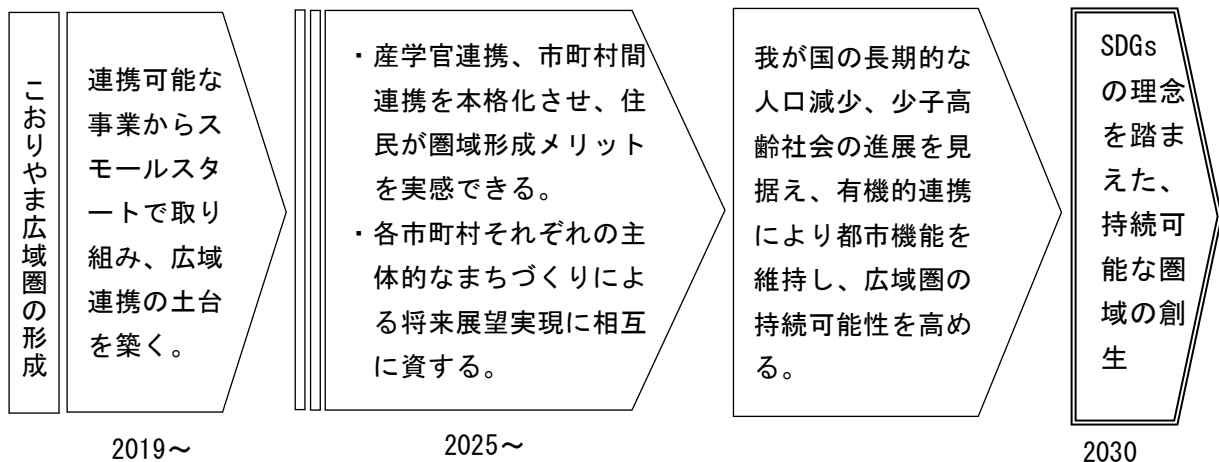 こおりやま広域圏の形成
連携可能な
事業からス
モールスタ
ートで取り
組み、広域
連携の土台
を築く。
・産学官連携、市町村間
連携を本格化させ、住
民が圏域形成メリット
を実感できる。
・各市町村それぞれの主
体的なまちづくりによ
る将来展望実現に相互
に資する。
我が国の長期的な
人口減少、少子高
齢社会の進展を見
据え、有機的連携
により都市機能を
維持し、広域圏の
持続可能性を高め
る。
SDGs
の理念
を踏ま
えた、
持続可
能な圏
域の創
生
2019～
2025～
2030